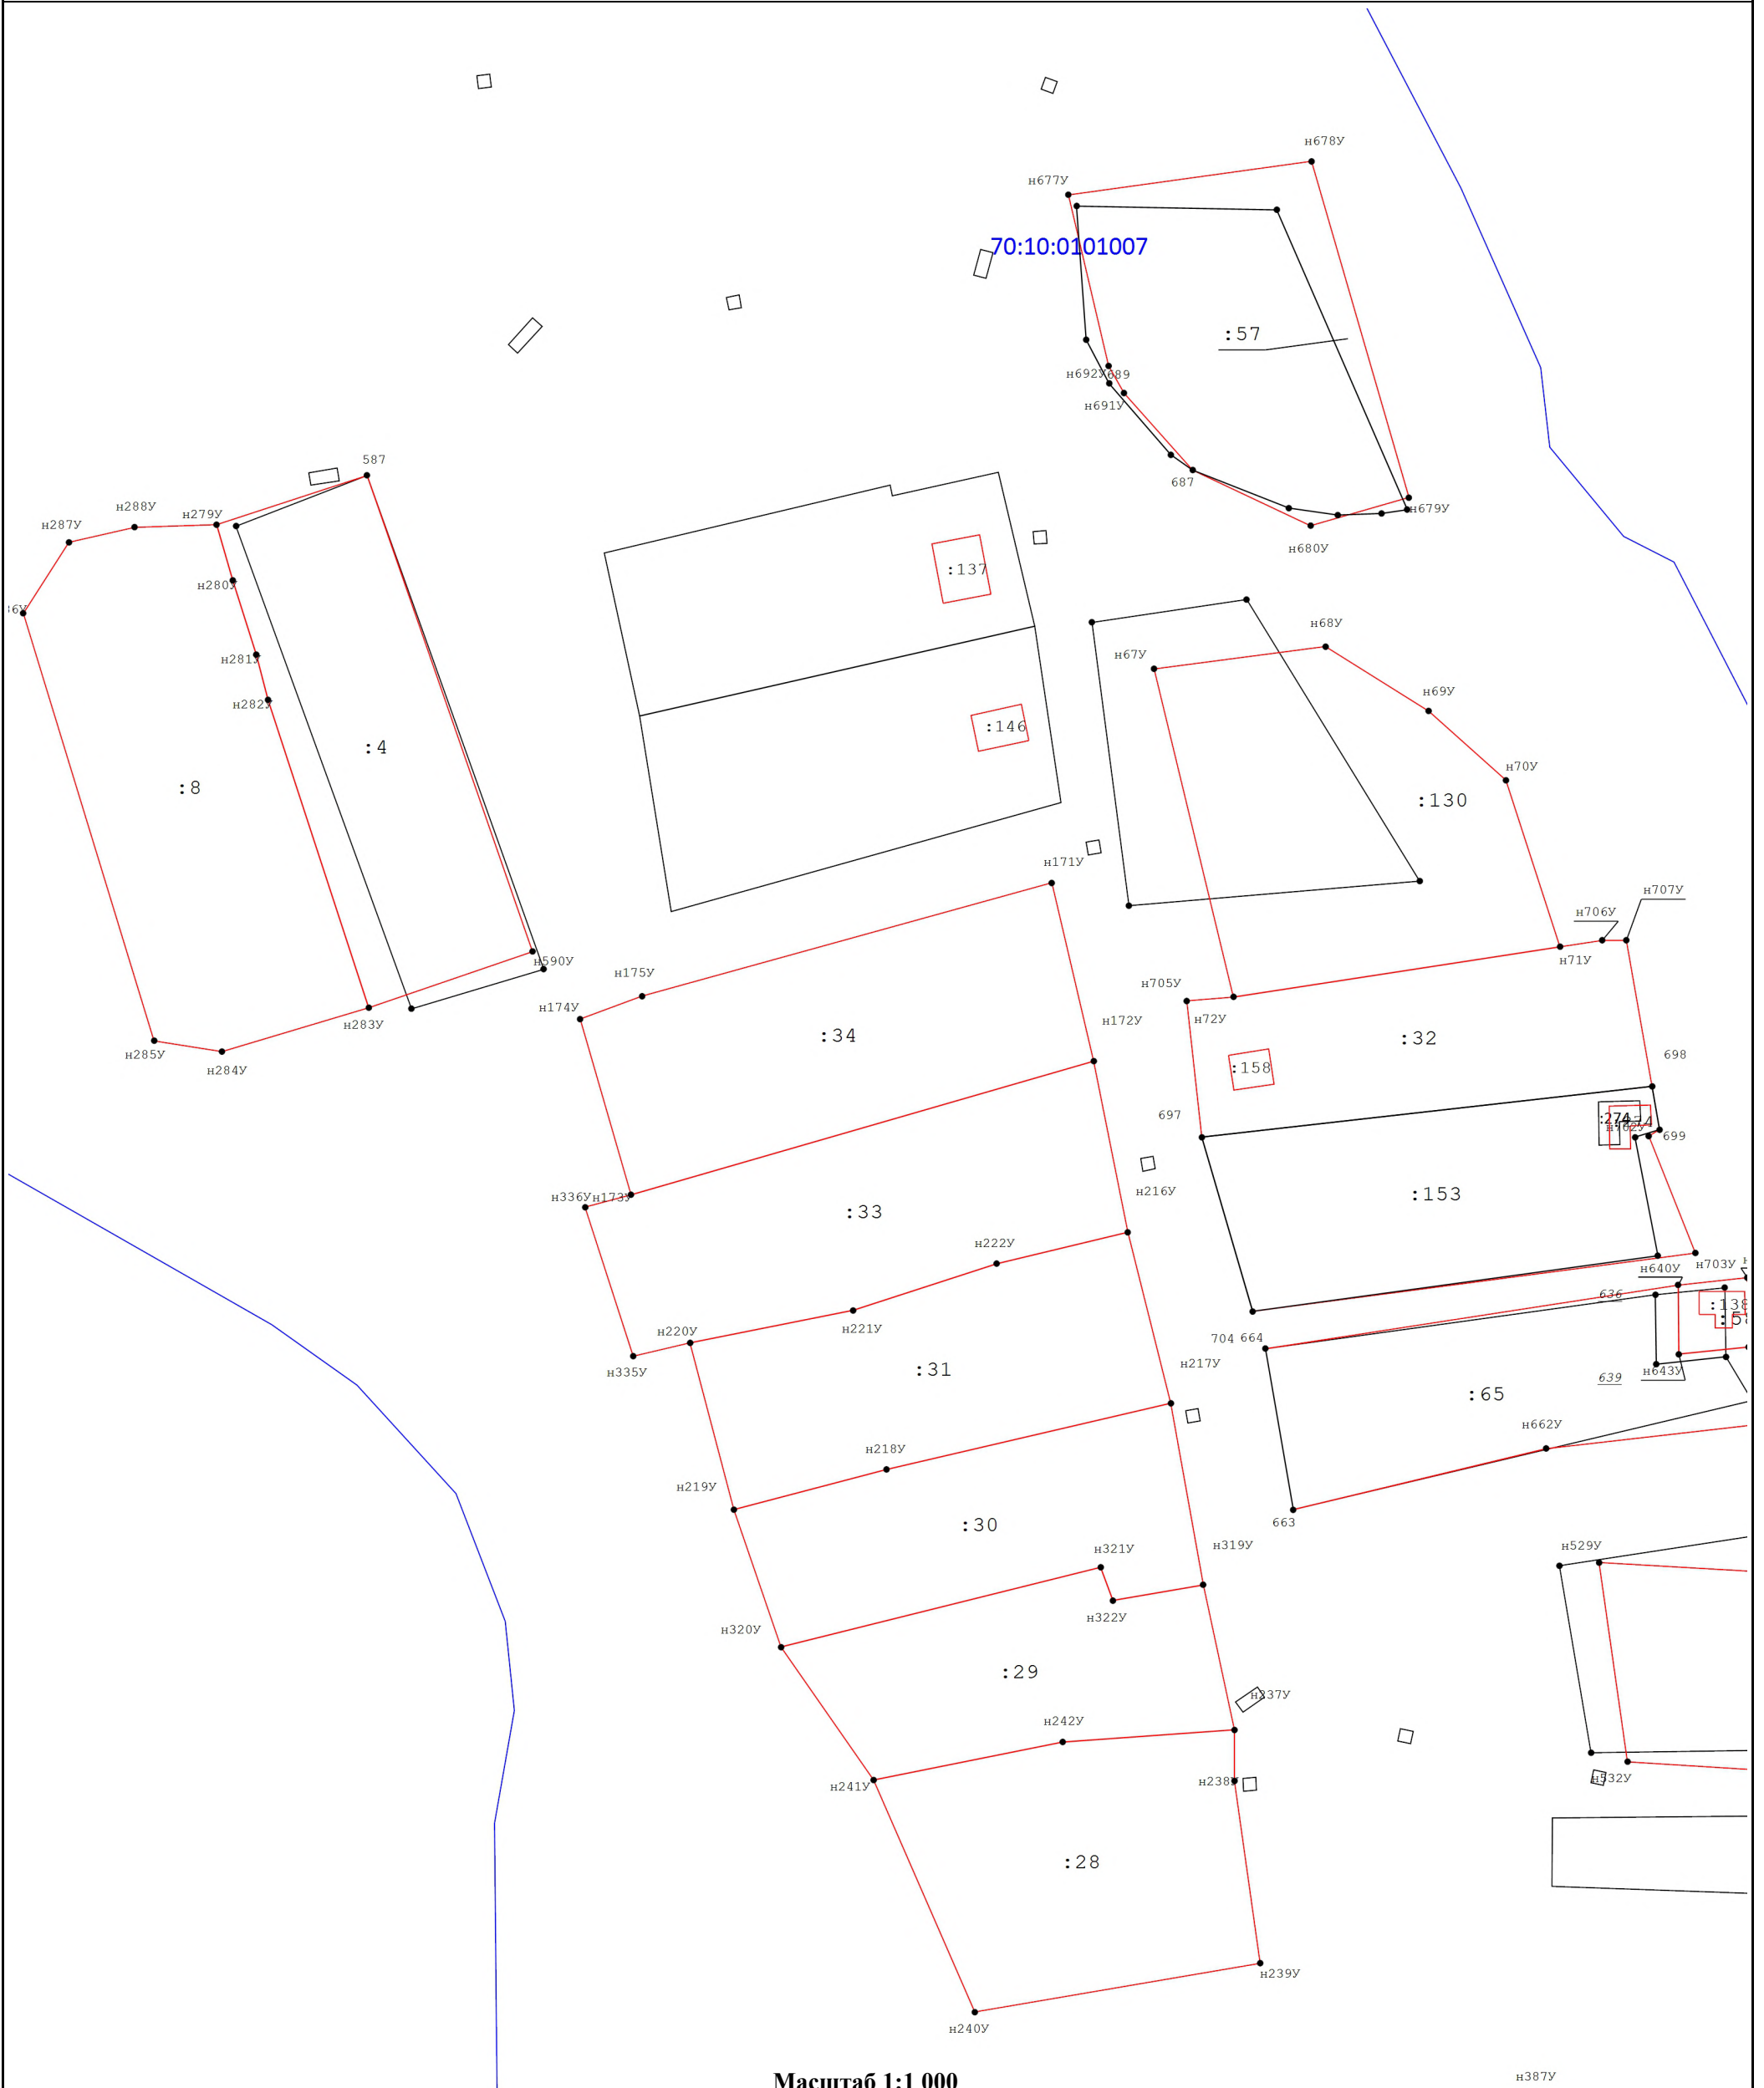 н678У
н677У
70:10:0101007
:57
н692У
689
н691У
587
687
н679У
н288У
н279У
н287У
н680У
:137
н280У
н68У
н67У
н281У
н69У
н282У
:146
:4
н70У
:8
:130
н171У
н707У
н706У
н590У
н71У
н175У
н705У
н174У
н72У
н283У
н172У
:34
:32
н285У
698
н284У
:158
697
:274
699
н216У
:153
н336У
н173У
:33
н222У
н703У
н640У
636
:138
н221У
н220У
704
664
н217У
н335У
:31
н643У
639
:65
н662У
н218У
н219У
663
:30
н321У
н319У
н529У
н322У
н320У
:29
н237У
н242У
н241У
н238У
н532У
:28
н239У
н240У
Масштаб 1:1 000
н387У